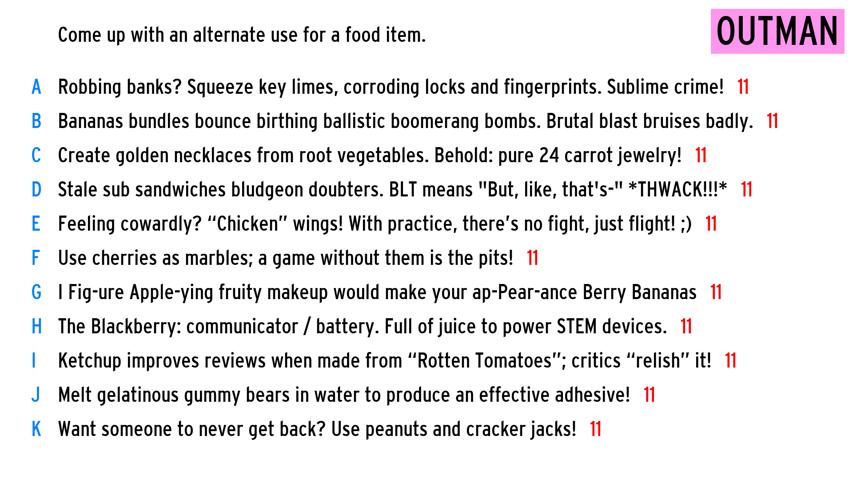 Come up with an alternate use for a food item.
OUTMAN
A Robbing banks? Squeeze key limes, corroding locks and fingerprints. Sublime crime! 11
B Bananas bundles bounce birthing ballistic boomerang bombs. Brutal blast bruises badly. 11
C Create golden necklaces from root vegetables. Behold: pure 24 carrot jewelry! 11
D Stale sub sandwiches bludgeon doubters. BLT means "But, like, that's-" *THWACK!!!* 11
E Feeling cowardly? “Chicken” wings! With practice, there’s no fight, just flight! ;) 11
F Use cherries as marbles; a game without them is the pits! 11
G I Fig-ure Apple-ying fruity makeup would make your ap-Pear-ance Berry Bananas 11
H The Blackberry: communicator / battery. Full of juice to power STEM devices. 11
I Ketchup improves reviews when made from “Rotten Tomatoes”; critics “relish” it! 11
J Melt gelatinous gummy bears in water to produce an effective adhesive! 11
K Want someone to never get back? Use peanuts and cracker jacks! 11